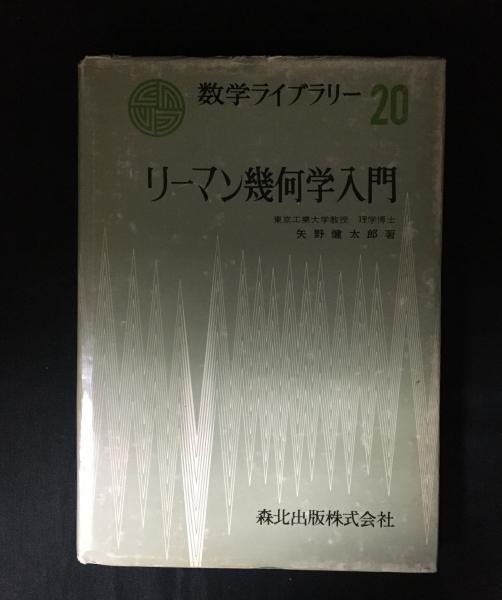 数学ライブラリー 20
リーマン幾何学入門
東京工業大学教授 理学博士
矢野健太郎著
森北出版株式会社